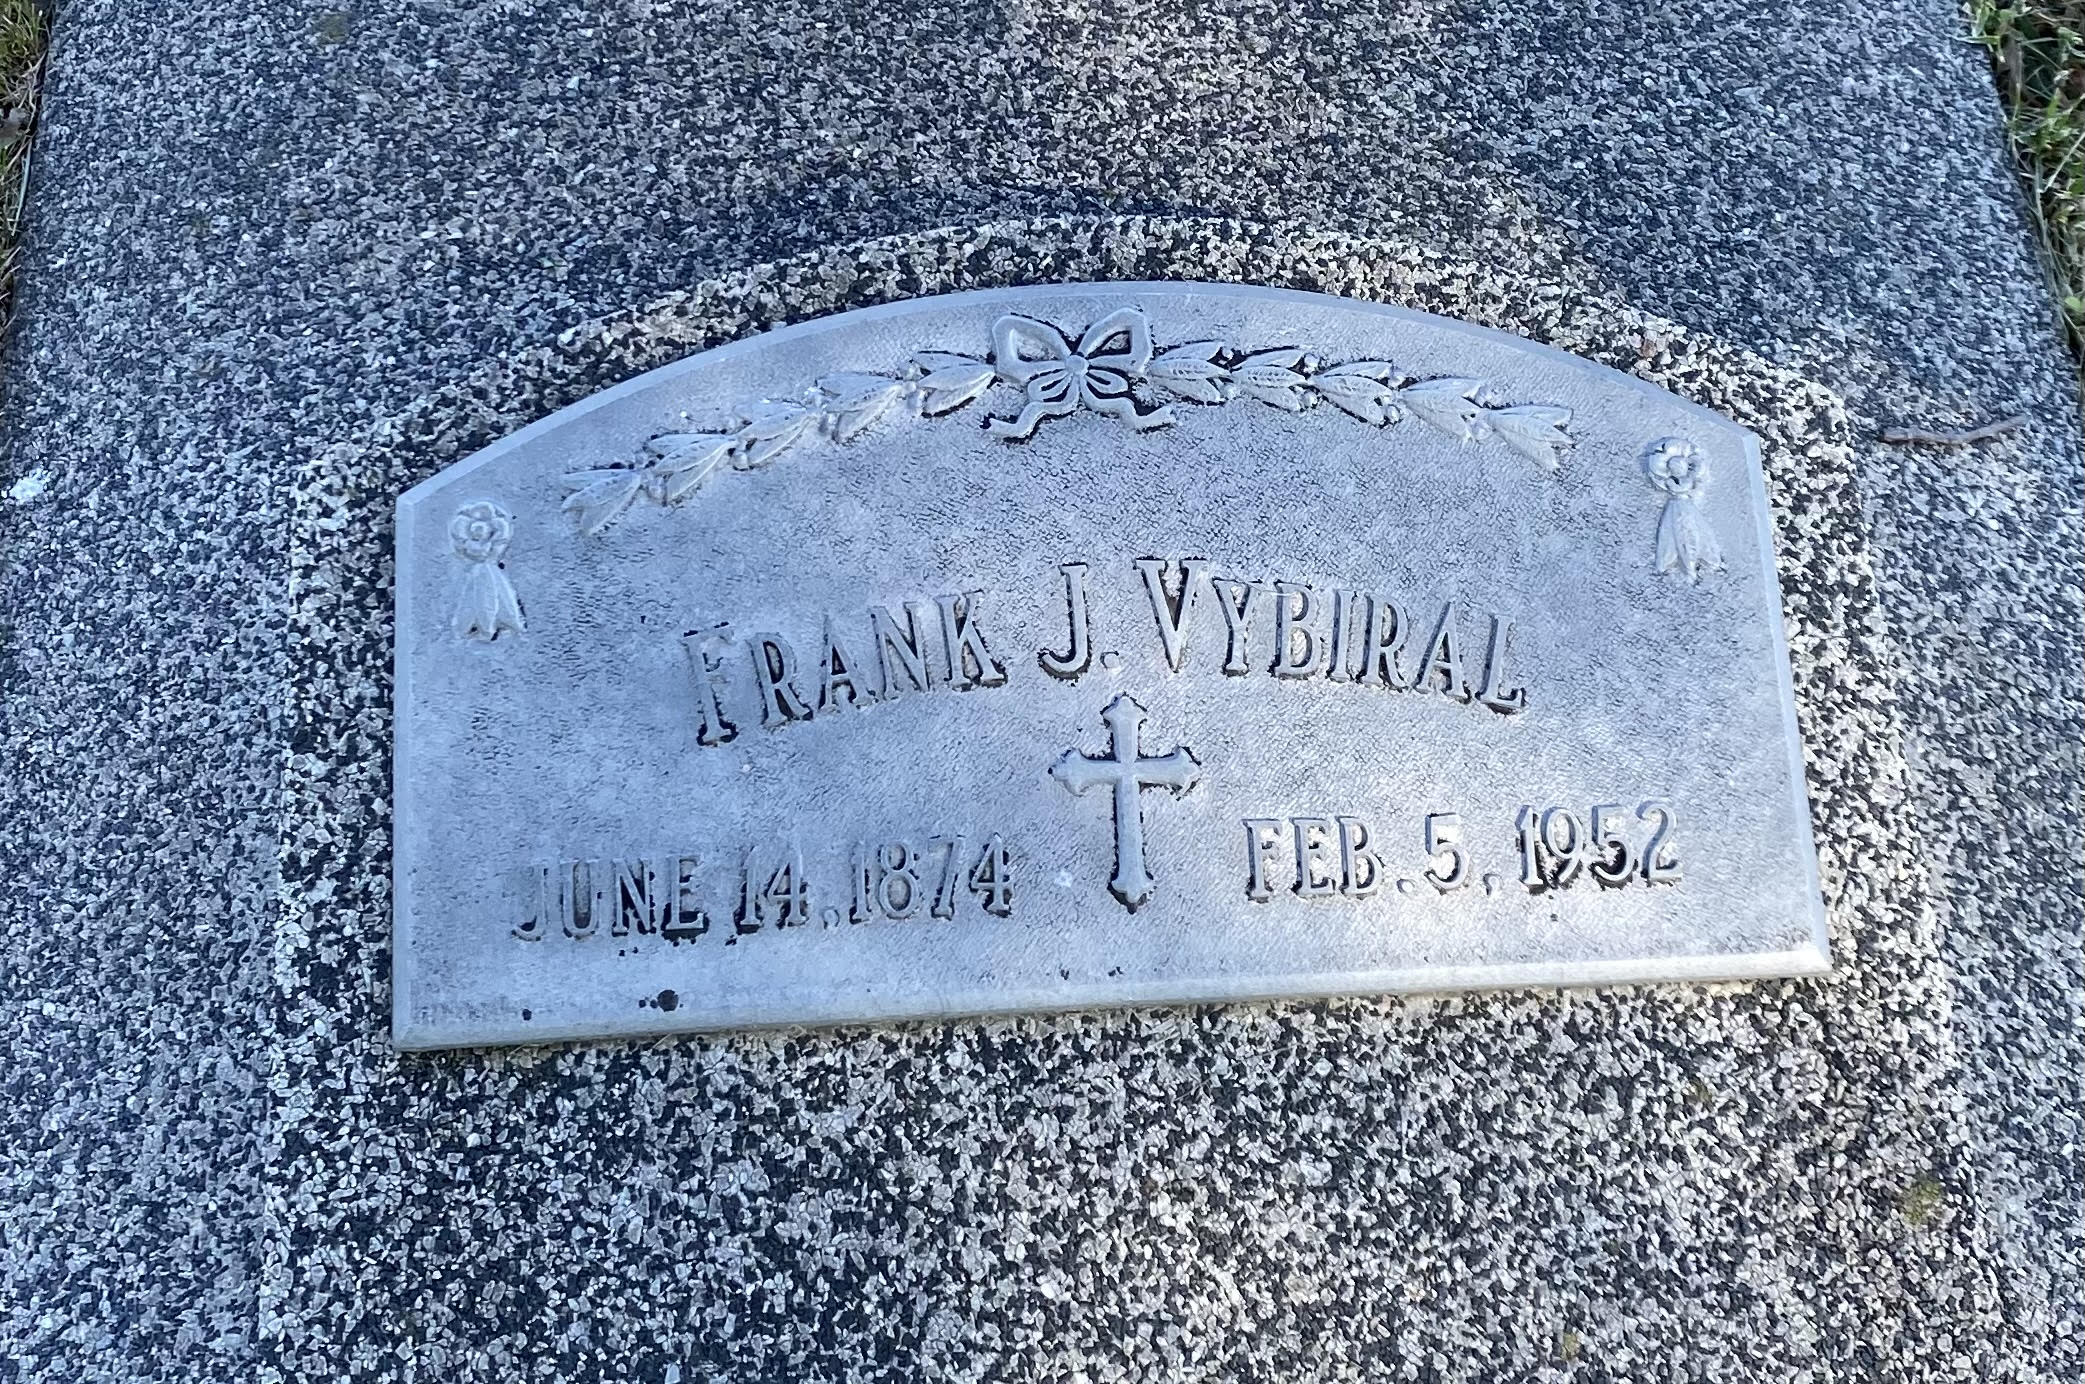 FRANK J. VYBIRAL
JUNE 14, 1874 FEB. 5, 1952